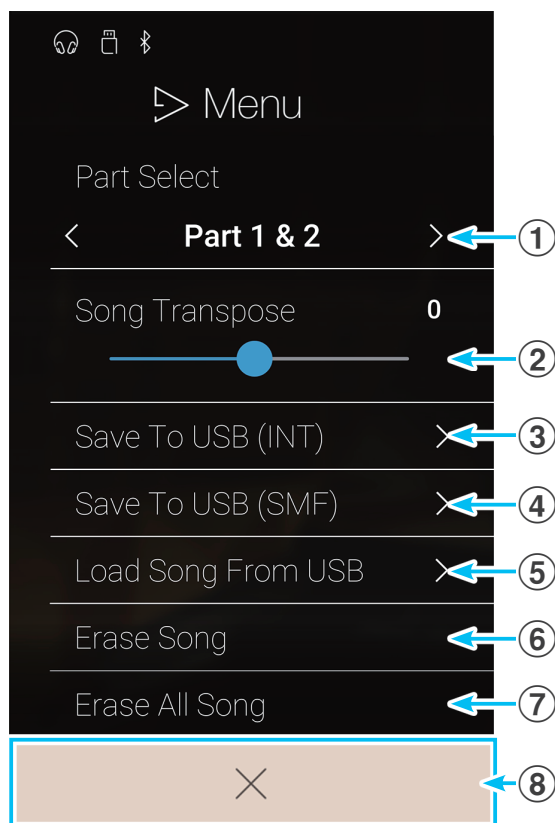 Menu
Part Select
Part 1 & 2
①
Song Transpose 0
②
Save To USB (INT)
③
Save To USB (SMF)
④
Load Song From USB
⑤
Erase Song
⑥
Erase All Song
⑦
⑧